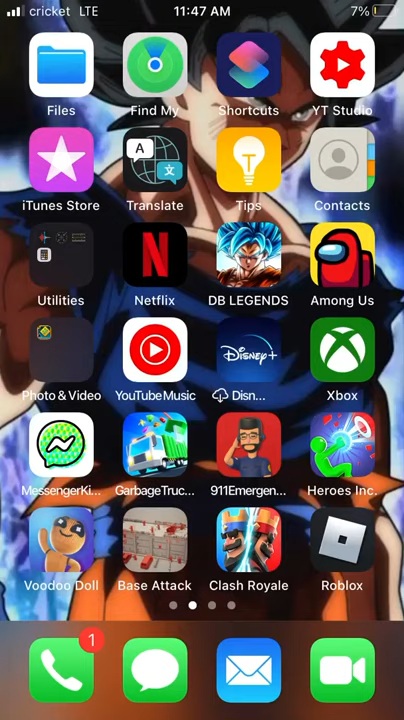 cricket LTE 11:47 AM 7%
Files Find My Shortcuts YT Studio
A
iTunes Store Translate Tips Contacts
Utilities Netflix DB LEGENDS Among Us
Disney+
Photo & Video YouTube Music Disn... Xbox
MessengerKi... GarbageTruc... 911Emergen... Heroes Inc.
Voodoo Doll Base Attack Clash Royale Roblox
1